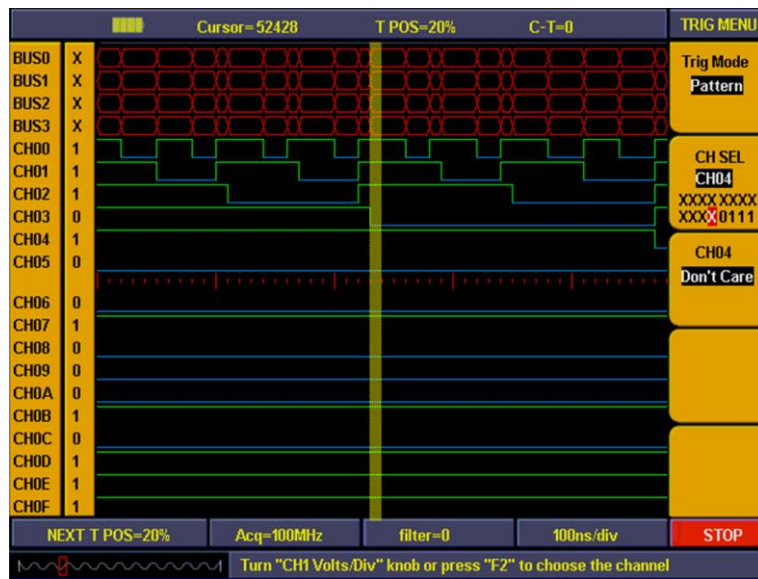 Cursor=52428 T POS=20% C-T=0 TRIG MENU
BUS0 X
BUS1 X
BUS2 X
BUS3 X
CH00 1
CH01 1
CH02 1
CH03 0
CH04 1
CH05 0
CH06 0
CH07 1
CH08 0
CH09 0
CH0A 0
CH0B 1
CH0C 0
CH0D 1
CH0E 1
CH0F 1
Trig Mode
Pattern
CH SEL
CH04
XXXX XXXX
XXXX 0111
CH04
Don't Care
NEXT T POS=20% Acq=100MHz filter=0 100ns/div STOP
Turn "CH1 Volts/Div" knob or press "F2" to choose the channel